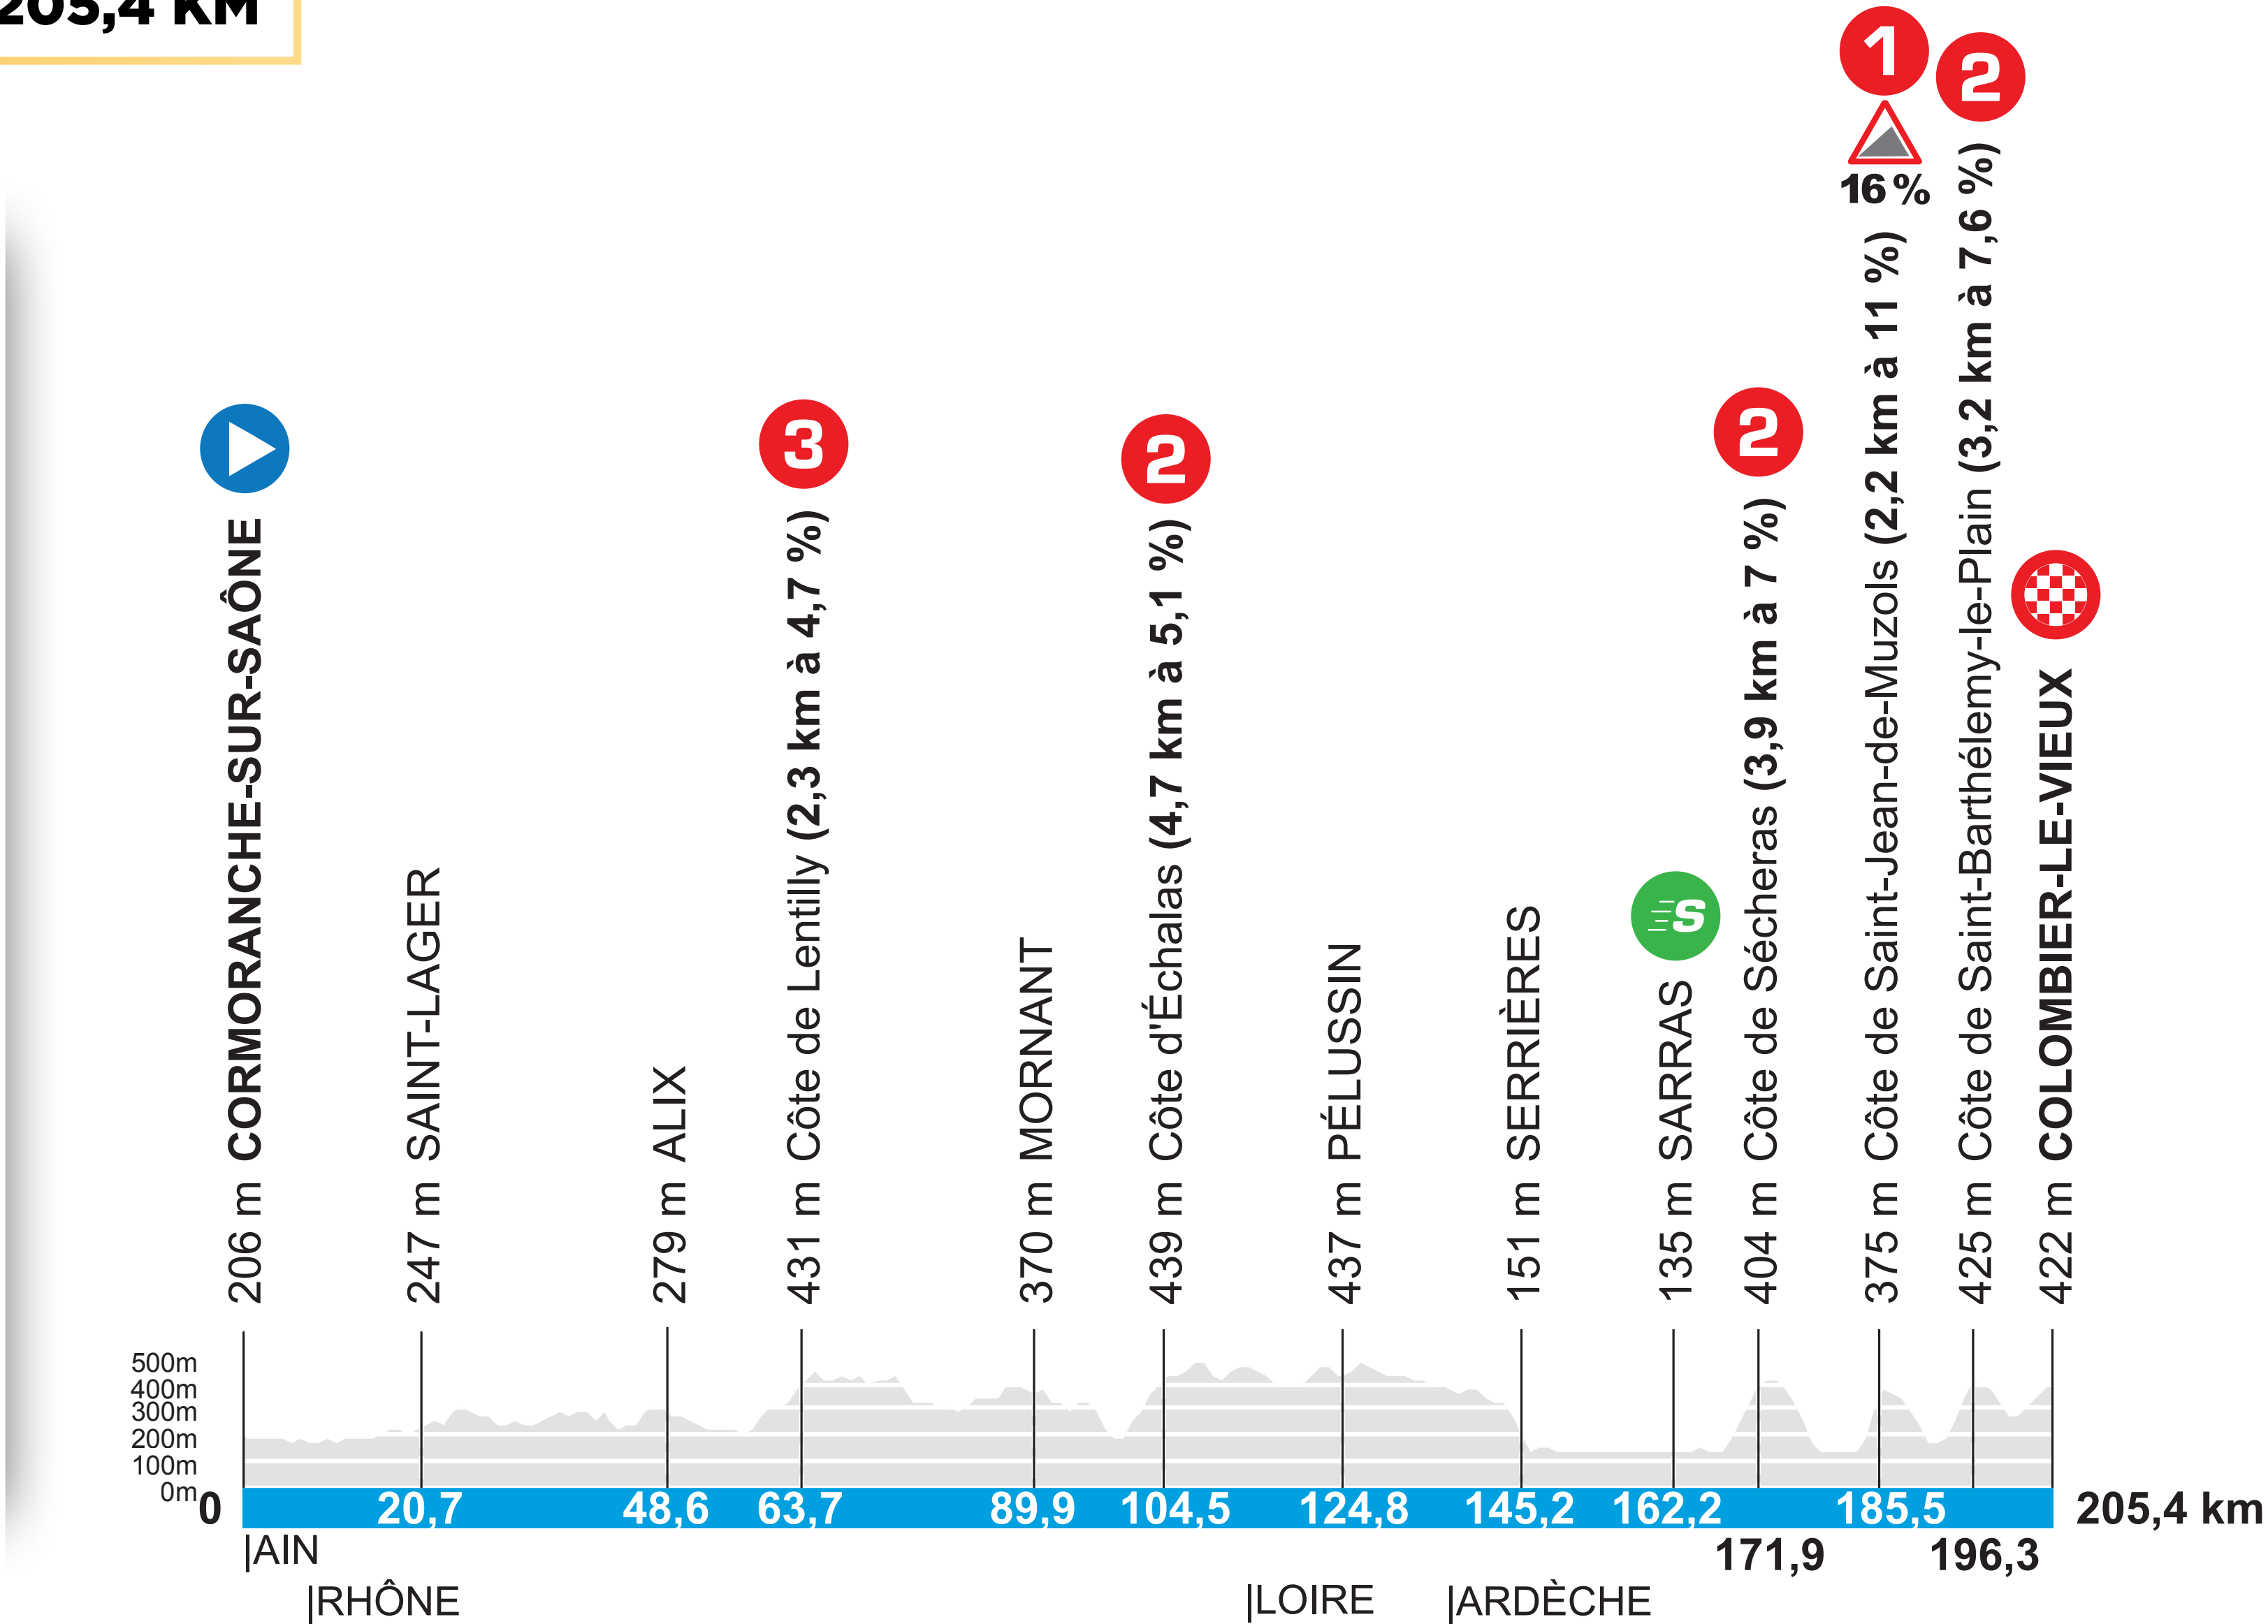 205,4 KM
206 m CORMORANCHE-SUR-SAÔNE
247 m SAINT-LAGER
279 m ALIX
3
431 m Côte de Lentilly (2,3 km à 4,7 %)
370 m MORNANT
2
439 m Côte d'Échalas (4,7 km à 5,1 %)
437 m PÉLUSSIN
151 m SERRIÈRES
S
135 m SARRAS
2
404 m Côte de Sécheras (3,9 km à 7 %)
1
16 %
375 m Côte de Saint-Jean-de-Muzols (2,2 km à 11 %)
2
425 m Côte de Saint-Barthélemy-le-Plain (3,2 km à 7,6 %)
422 m COLOMBIER-LE-VIEUX
500m
400m
300m
200m
100m
0m
0 20,7 48,6 63,7 89,9 104,5 124,8 145,2 162,2 185,5 205,4 km
171,9 196,3
|AIN
|RHÔNE |LOIRE |ARDÈCHE